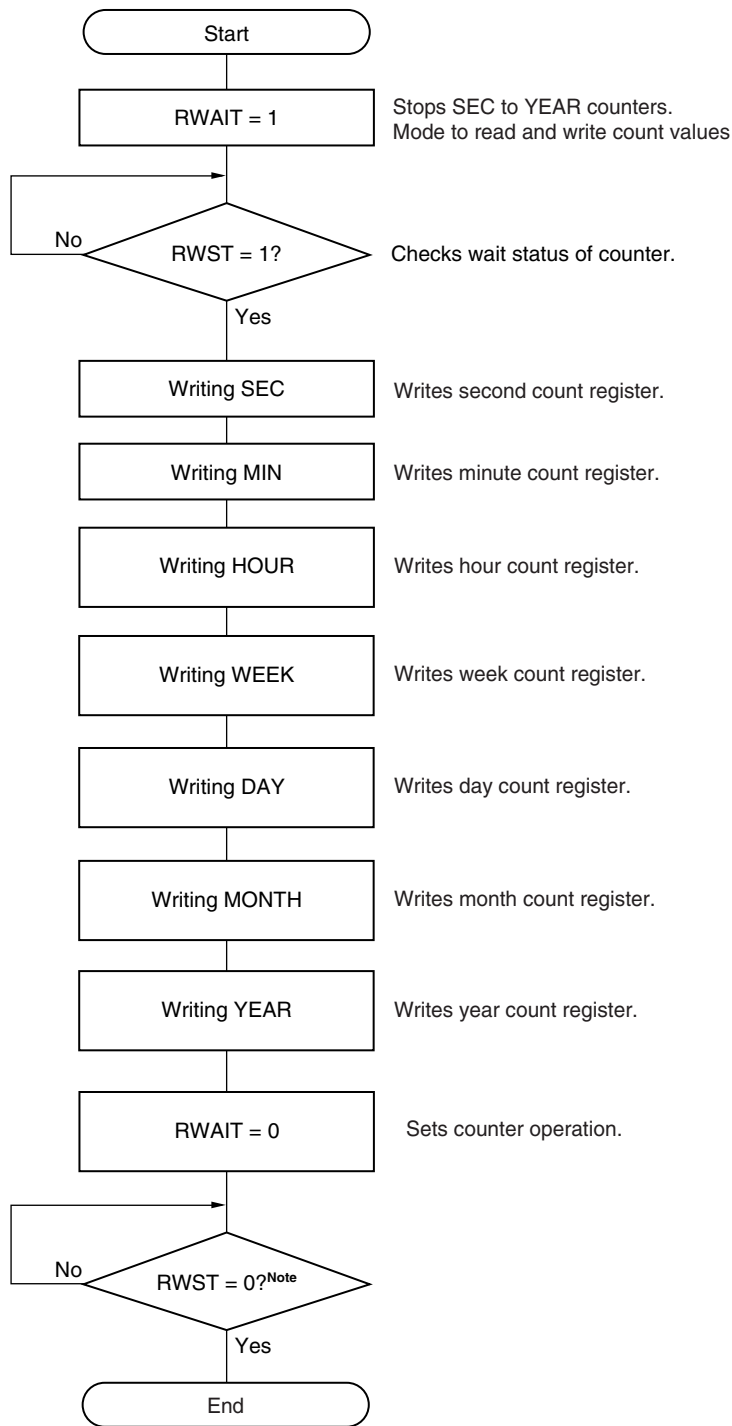 Start
RWAIT = 1
Stops SEC to YEAR counters.
Mode to read and write count values
No
RWST = 1?
Checks wait status of counter.
Yes
Writing SEC
Writes second count register.
Writing MIN
Writes minute count register.
Writing HOUR
Writes hour count register.
Writing WEEK
Writes week count register.
Writing DAY
Writes day count register.
Writing MONTH
Writes month count register.
Writing YEAR
Writes year count register.
RWAIT = 0
Sets counter operation.
No
RWST = 0?Note
Yes
End